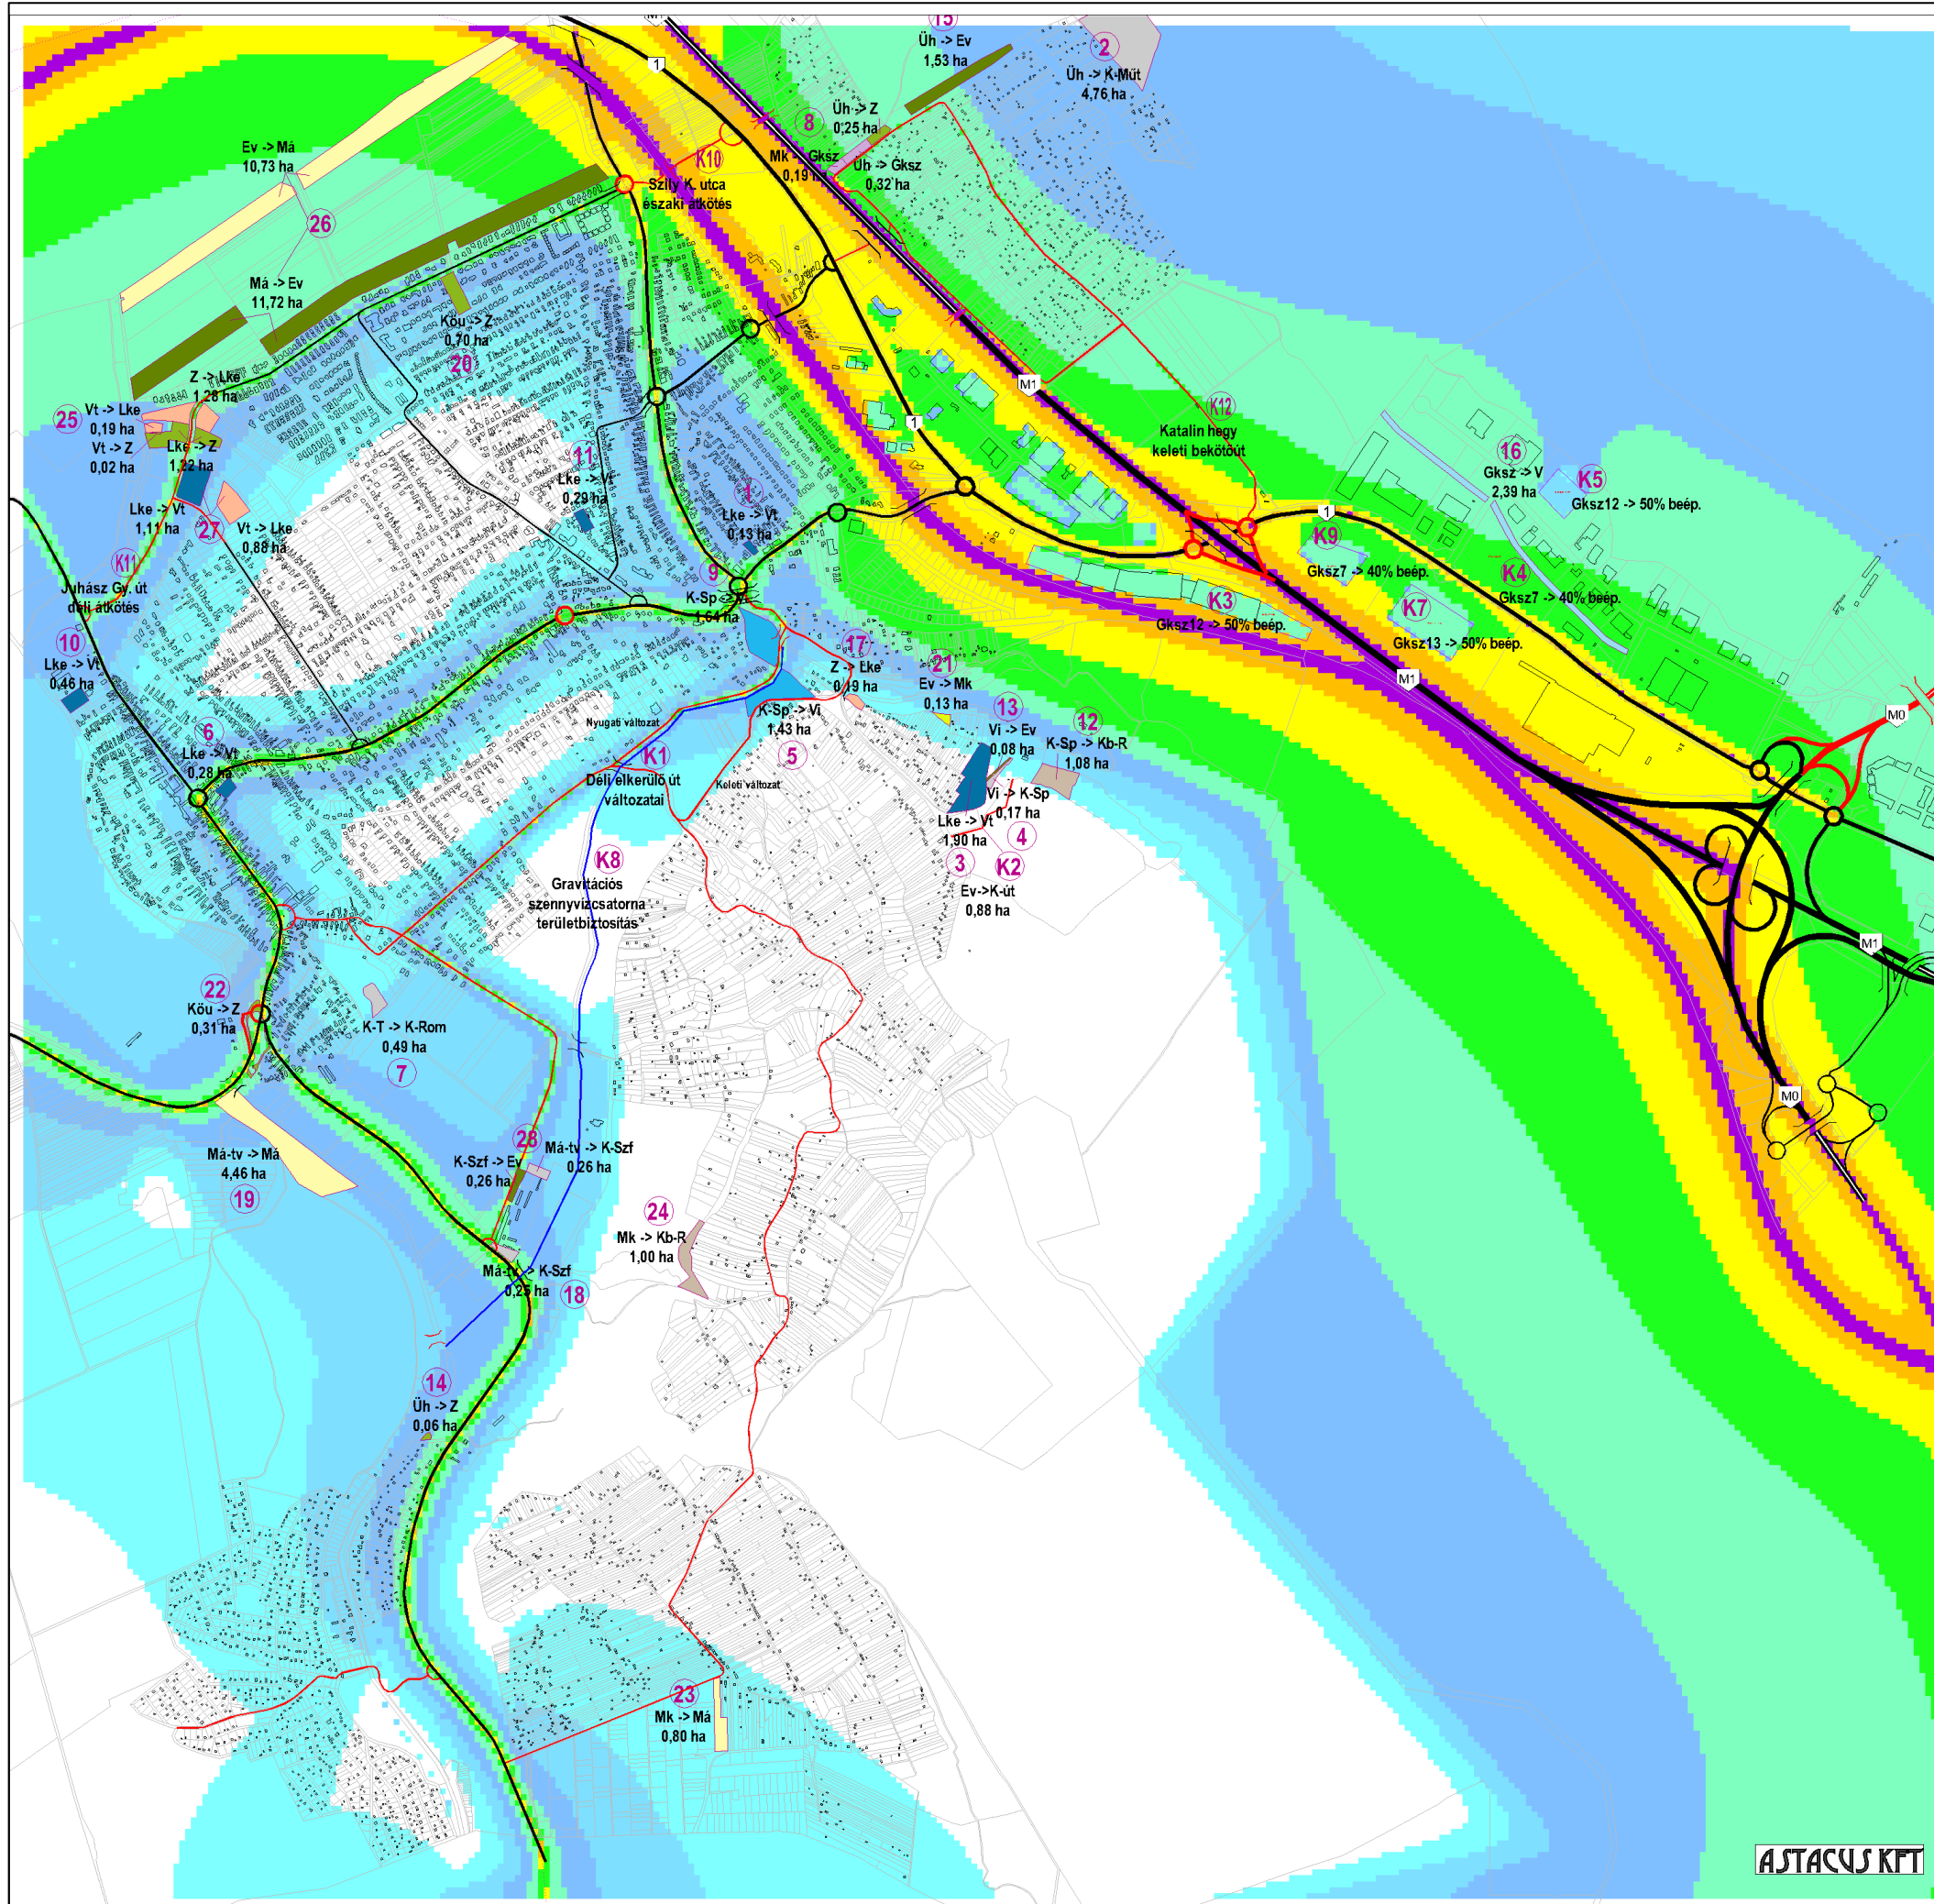 M1
15
Üh -> Ev
1,53 ha
2
Üh -> K-Műt
4,76 ha
1
8
Üh -> Z
0,25 ha
Ev -> Má
10,73 ha
K10
Mk -> Gksz
0,19 ha
Üh -> Gksz
0,32 ha
Szily K. utca
északi átkötés
26
Má -> Ev
11,72 ha
Köu -> Z
0,70 ha
20
Z -> Lke
1,28 ha
M1
25
Vt -> Lke
0,19 ha
Vt -> Z
0,02 ha
Lke -> Z
1,22 ha
1
K12
Katalin hegy
keleti bekötőút
11
Lke -> Vt
0,29 ha
16
Gksz -> V
2,39 ha
K5
Gksz12 -> 50% beép.
1
Lke -> Vt
0,13 ha
Lke -> Vt
1,11 ha
27
Vt -> Lke
0,88 ha
1
K9
Gksz7 -> 40% beép.
K11
Juhász Gy. út
déli átkötés
9
K-Sp -> Vi
1,64 ha
K4
Gksz7 -> 40% beép.
K3
Gksz12 -> 50% beép.
K7
Gksz13 -> 50% beép.
10
Lke -> Vt
0,46 ha
17
Z -> Lke
0,19 ha
21
Ev -> Mk
0,13 ha
M1
6
Lke -> Vt
0,28 ha
Nyugati változat
K-Sp -> Vi
1,43 ha
5
13
Vi -> Ev
0,08 ha
12
K-Sp -> Kb-R
1,08 ha
M0
K1
Déli elkerülő út
változatai
Keleti változat
Vi -> K-Sp
0,17 ha
4
Lke -> Vt
1,90 ha
3
K2
Ev->K-út
0,88 ha
K8
Gravitációs
szennyvízcsatorna
területbiztosítás
M1
22
Köu -> Z
0,31 ha
K-T -> K-Rom
0,49 ha
7
M0
28
Má-tv -> K-Szf
0,26 ha
K-Szf -> Ev
0,26 ha
Má-tv -> Má
4,46 ha
19
24
Mk -> Kb-R
1,00 ha
Má-tv -> K-Szf
0,25 ha
18
14
Üh -> Z
0,06 ha
23
Mk -> Má
0,80 ha
ASTACUS KFT